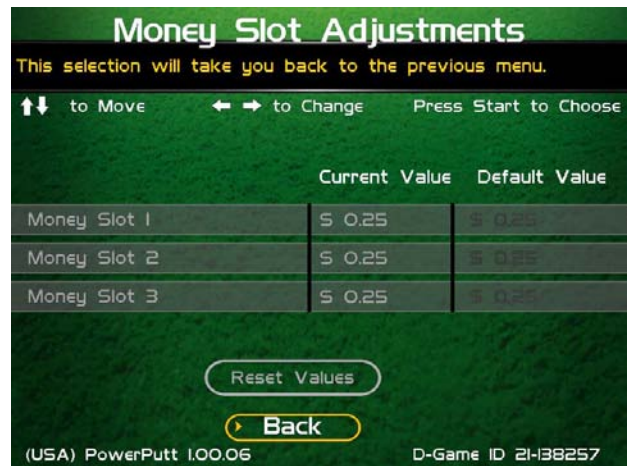 Money Slot Adjustments
This selection will take you back to the previous menu.
to Move to Change Press Start to Choose
Current Value Default Value
Money Slot 1 $ 0.25 $ 0.25
Money Slot 2 $ 0.25 $ 0.25
Money Slot 3 $ 0.25 $ 0.25
Reset Values
Back
(USA) PowerPutt 1.00.06 D-Game ID 21-138257